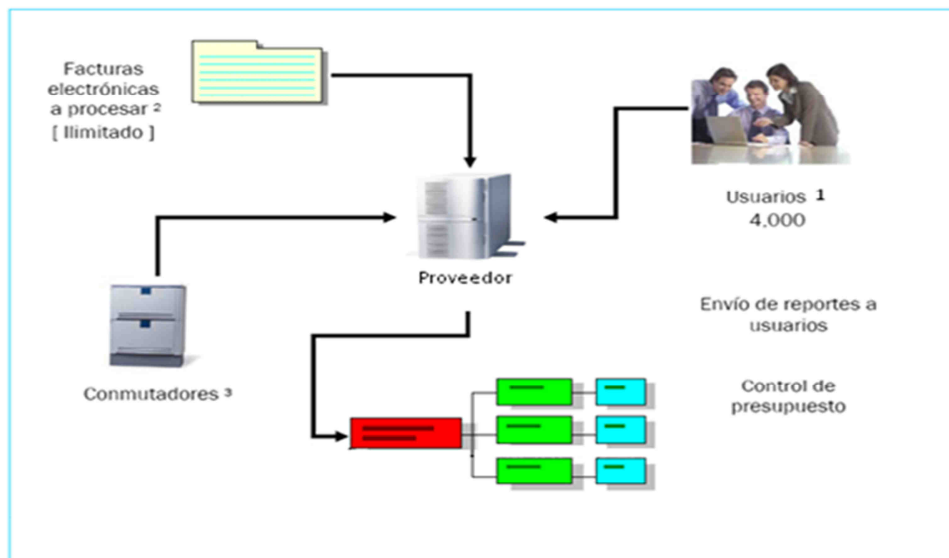 Facturas
electrónicas
a procesar ²
[ Ilimitado ]
Usuarios 1
4.000
Proveedor
Envío de reportes a
usuarios
Conmutadores ³
Control de
presupuesto